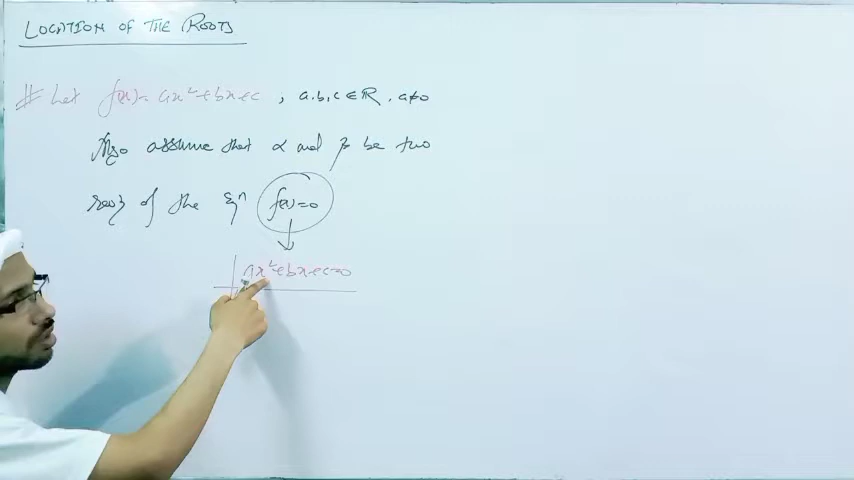 LOCATION OF THE ROOTS
# Let f(x) = ax²+bx+c , a,b,c ∈ ℝ, a≠0
Also assume that α and β be two
roots of the Eqⁿ f(x)=0
ax²+bx+c=0